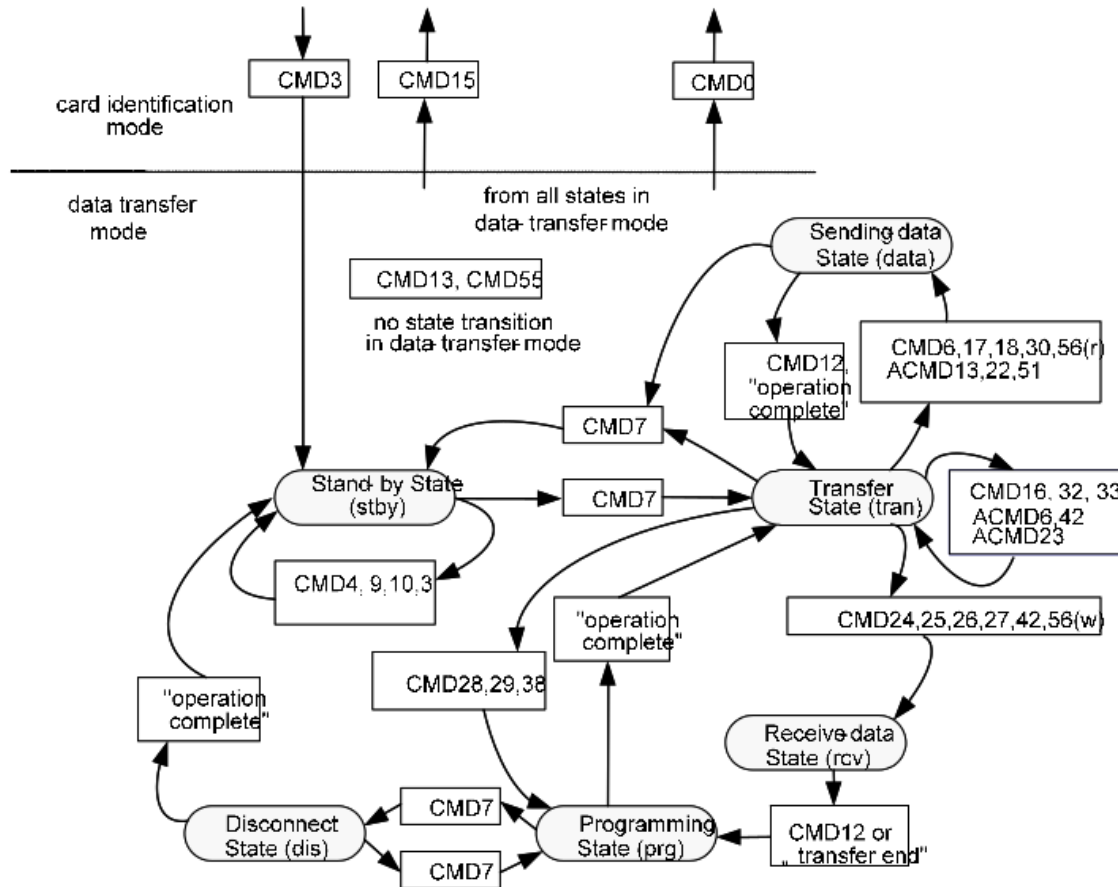 CMD3
CMD15
CMD0
card identification
mode
data transfer
mode
from all states in
data-transfer mode
Sending-data
State (data)
CMD13, CMD55
no state transition
in data-transfer mode
CMD6,17,18,30,56(r)
ACMD13,22,51
CMD12,
"operation
complete"
CMD7
Stand-by State
(stby)
CMD7
Transfer
State (tran)
CMD16, 32, 33
ACMD6,42
ACMD23
CMD4, 9,10,3
"operation
complete"
CMD24,25,26,27,42,56(w)
CMD28,29,38
"operation
complete"
Receive-data
State (rcv)
CMD7
Disconnect
State (dis)
Programming
State (prg)
CMD12 or
„ transfer end"
CMD7